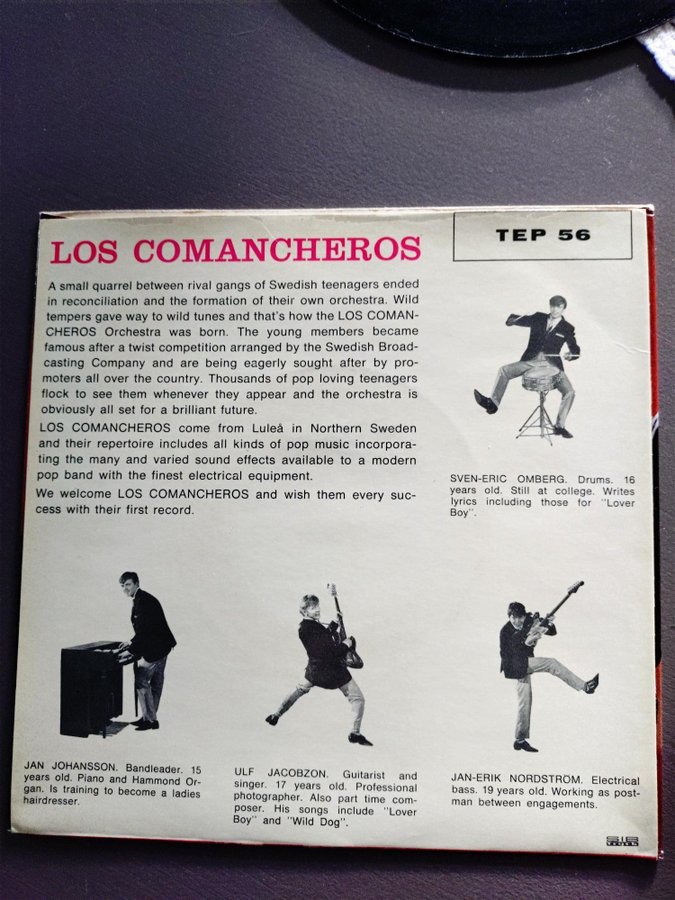 LOS COMANCHEROS
TEP 56
A small quarrel between rival gangs of Swedish teenagers ended
in reconciliation and the formation of their own orchestra. Wild
tempers gave way to wild tunes and that's how the LOS COMAN-
CHEROS Orchestra was born. The young members became
famous after a twist competition arranged by the Swedish Broad-
casting Company and are being eagerly sought after by pro-
moters all over the country. Thousands of pop loving teenagers
flock to see them whenever they appear and the orchestra is
obviously all set for a brilliant future.
LOS COMANCHEROS come from Luleå in Northern Sweden
and their repertoire includes all kinds of pop music incorpora-
ting the many and varied sound effects available to a modern
pop band with the finest electrical equipment.
We welcome LOS COMANCHEROS and wish them every suc-
cess with their first record.
SVEN-ERIC OMBERG. Drums. 16
years old. Still at college. Writes
lyrics including those for "Lover
Boy".
JAN JOHANSSON. Bandleader. 15
years old. Piano and Hammond Or-
gan. Is training to become a ladies
hairdresser.
ULF JACOBZON. Guitarist and
singer. 17 years old. Professional
photographer. Also part time com-
poser. His songs include "Lover
Boy" and "Wild Dog".
JAN-ERIK NORDSTROM. Electrical
bass. 19 years old. Working as post-
man between engagements.